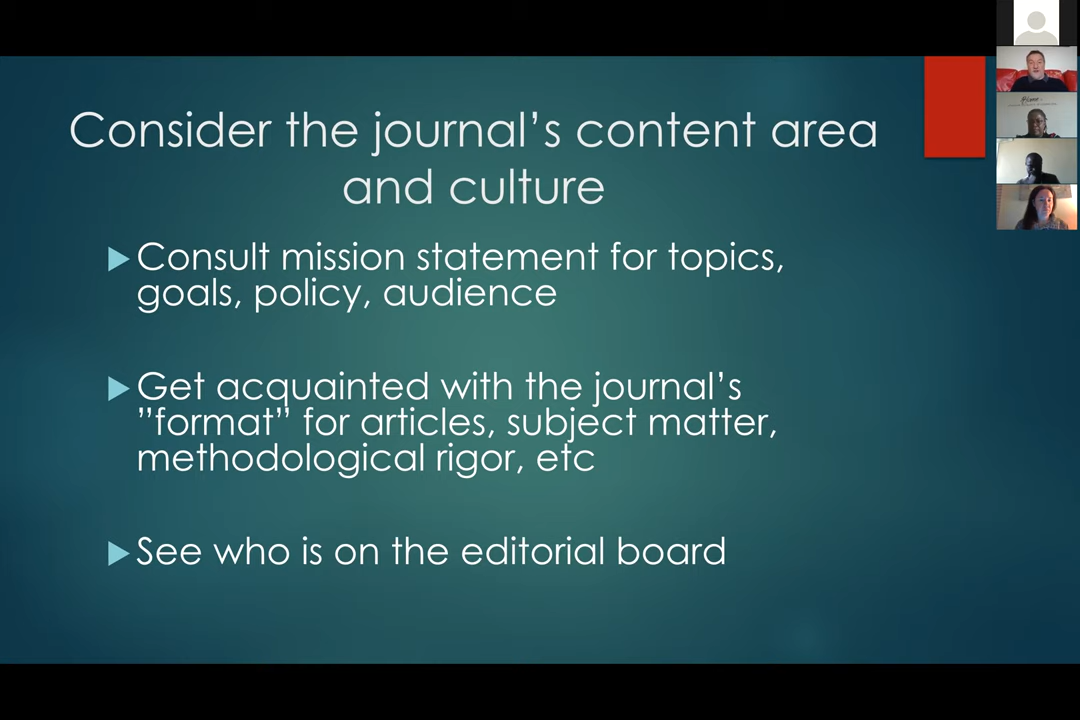 Consider the journal’s content area
and culture
Consult mission statement for topics,
goals, policy, audience
Get acquainted with the journal’s
”format” for articles, subject matter,
methodological rigor, etc
See who is on the editorial board